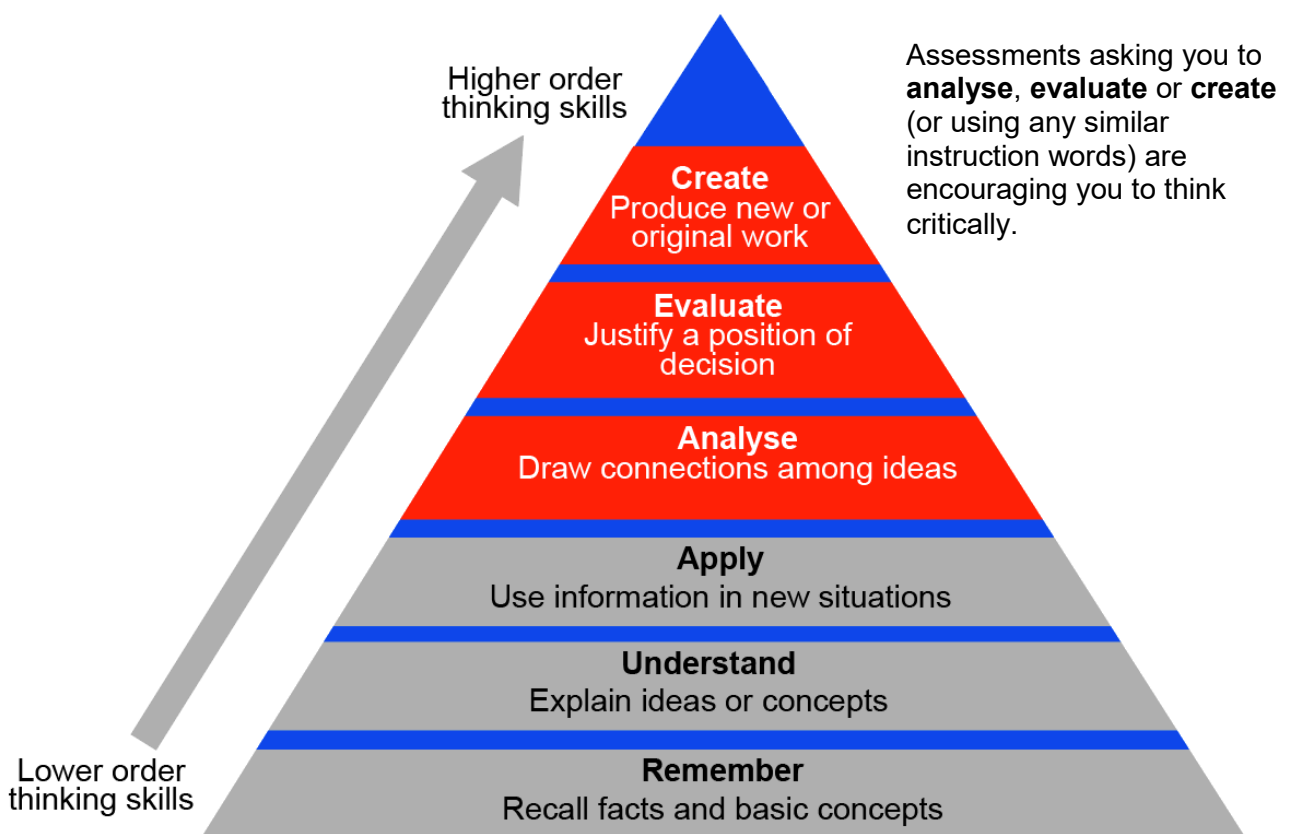 Higher order
thinking skills
Assessments asking you to
analyse, evaluate or create
(or using any similar
instruction words) are
encouraging you to think
critically.
Create
Produce new or
original work
Evaluate
Justify a position of
decision
Analyse
Draw connections among ideas
Apply
Use information in new situations
Understand
Explain ideas or concepts
Lower order
thinking skills
Remember
Recall facts and basic concepts